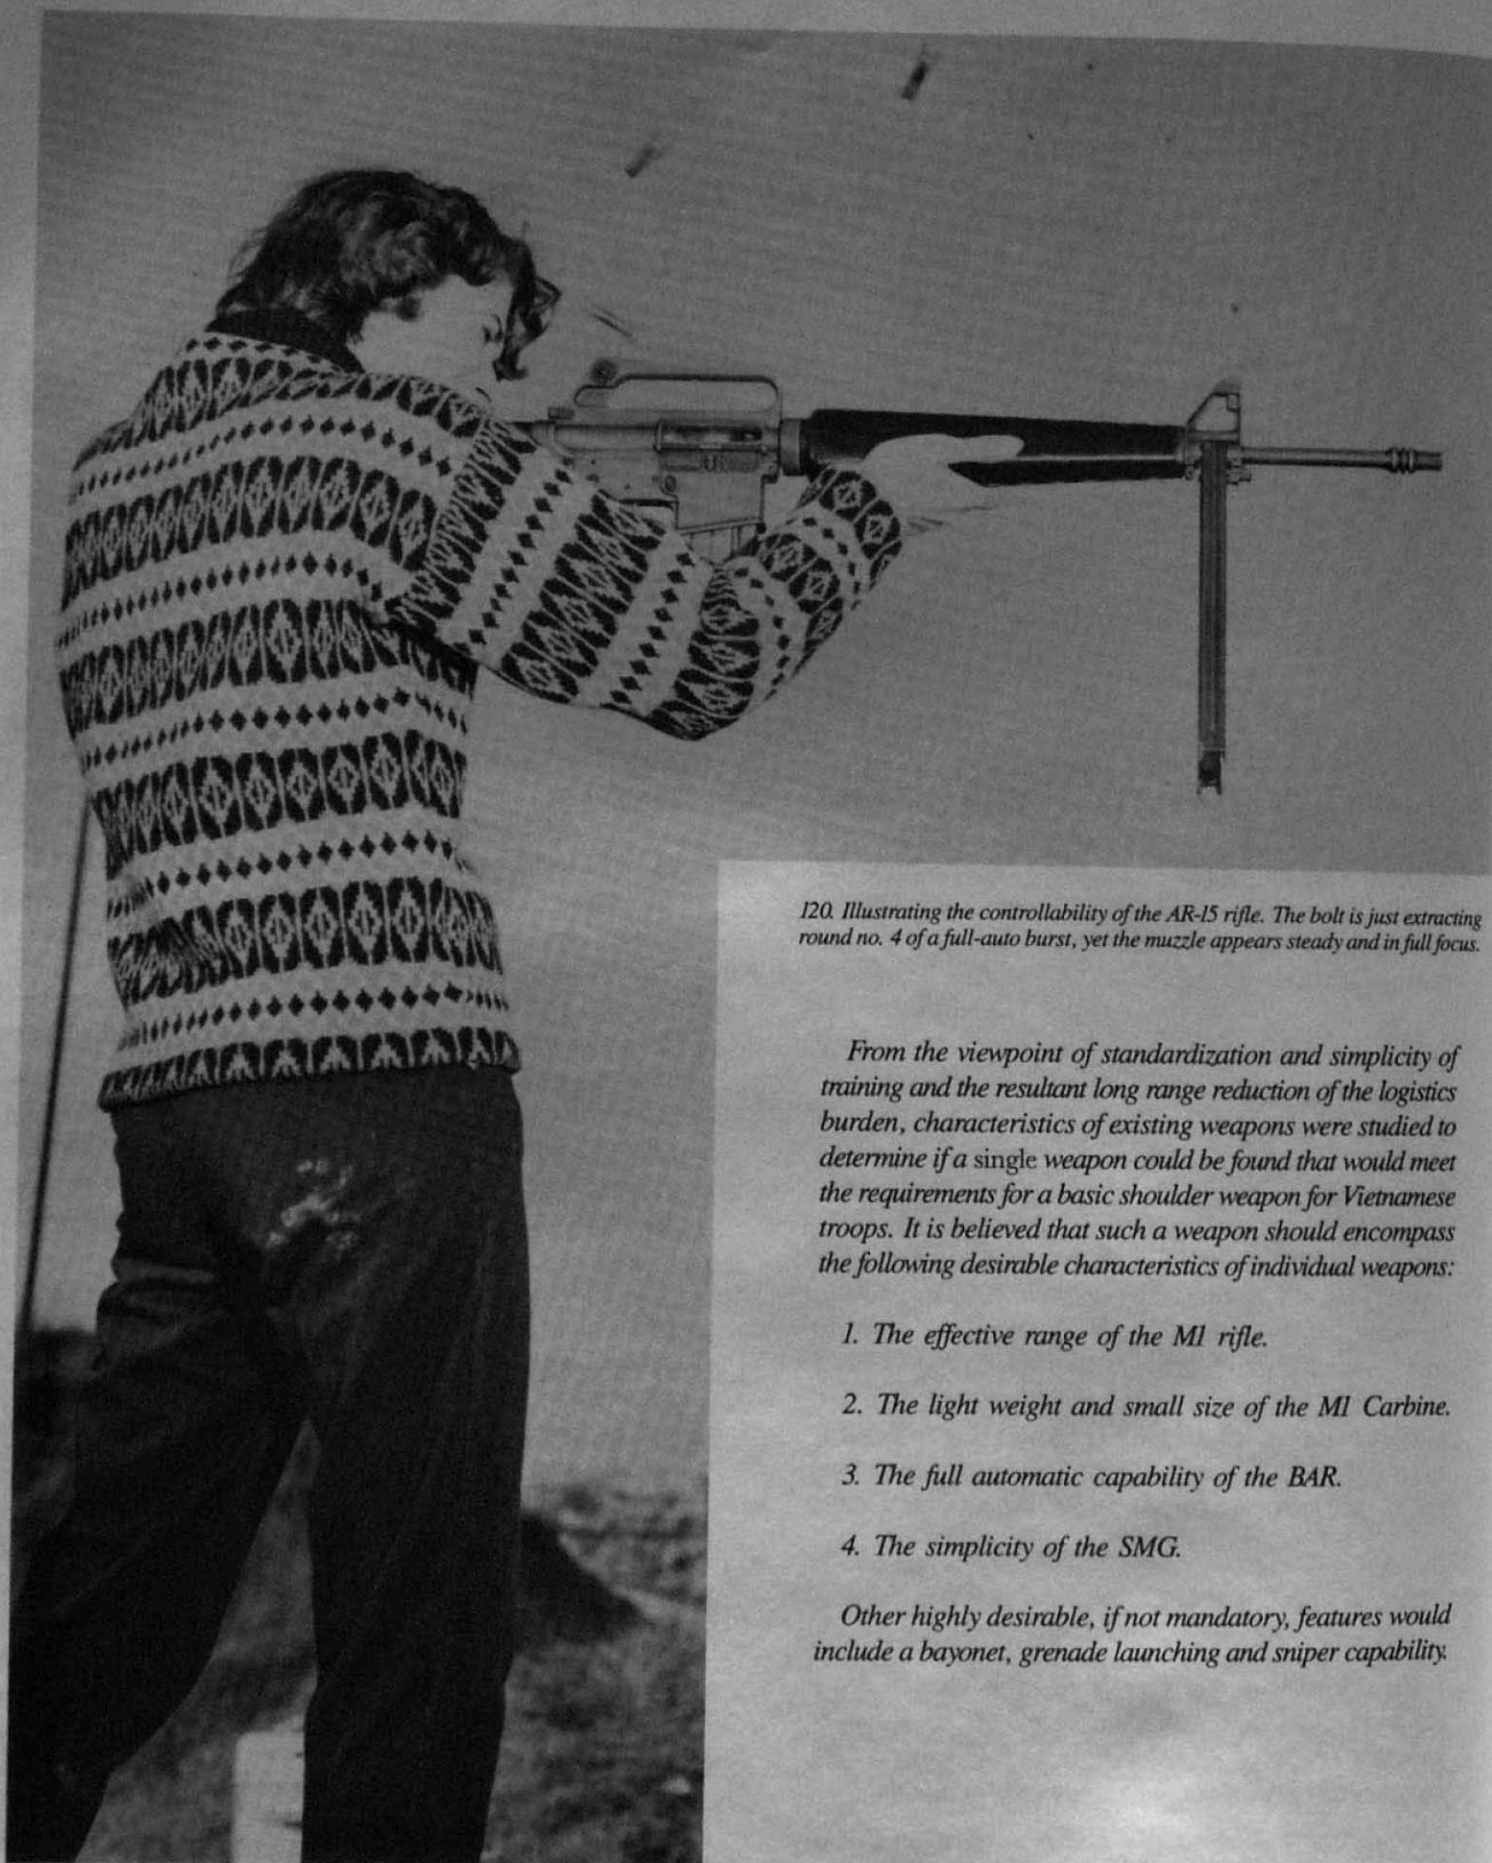 120. Illustrating the controllability of the AR-15 rifle. The bolt is just extracting
round no. 4 of a full-auto burst, yet the muzzle appears steady and in full focus.
From the viewpoint of standardization and simplicity of
training and the resultant long range reduction of the logistics
burden, characteristics of existing weapons were studied to
determine if a single weapon could be found that would meet
the requirements for a basic shoulder weapon for Vietnamese
troops. It is believed that such a weapon should encompass
the following desirable characteristics of individual weapons:
1. The effective range of the M1 rifle.
2. The light weight and small size of the M1 Carbine.
3. The full automatic capability of the BAR.
4. The simplicity of the SMG.
Other highly desirable, if not mandatory, features would
include a bayonet, grenade launching and sniper capability.